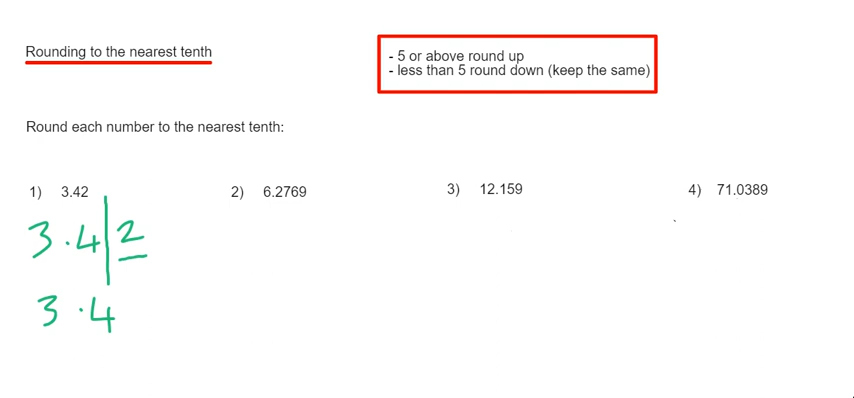 Rounding to the nearest tenth
- 5 or above round up
- less than 5 round down (keep the same)
Round each number to the nearest tenth:
1) 3.42
2) 6.2769
3) 12.159
4) 71.0389
3.4|2
3.4